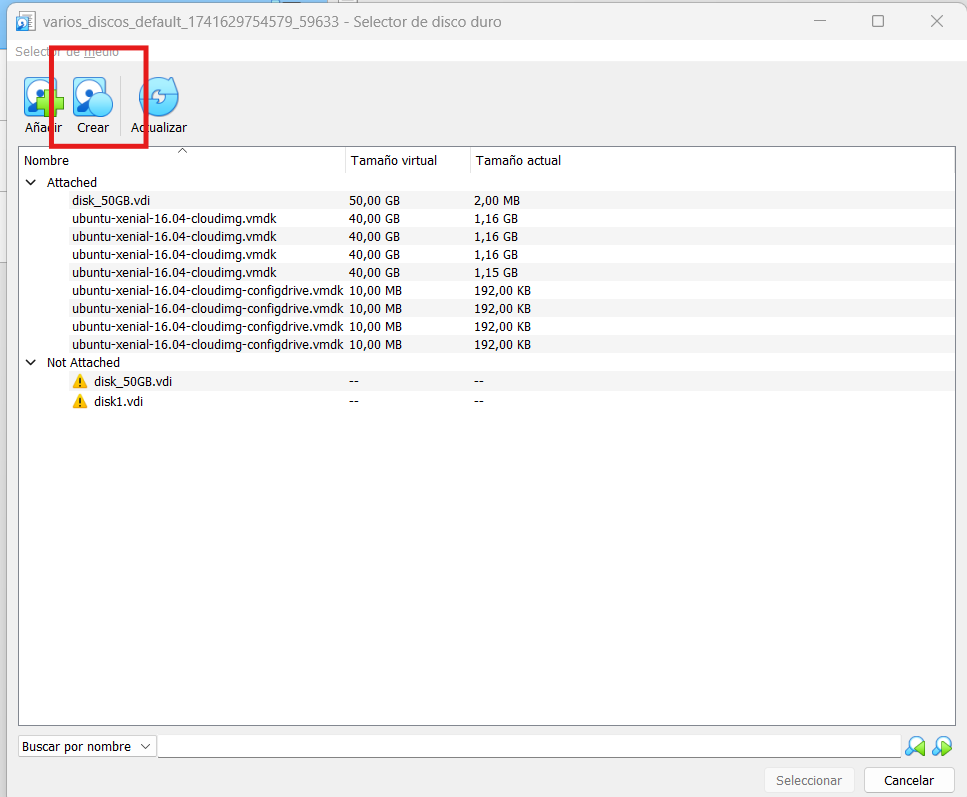 varios_discos_default_1741629754579_59633 - Selector de disco duro
Selector de medio
Añadir Crear Actualizar
Nombre Tamaño virtual Tamaño actual
Attached
disk_50GB.vdi 50,00 GB 2,00 MB
ubuntu-xenial-16.04-cloudimg.vmdk 40,00 GB 1,16 GB
ubuntu-xenial-16.04-cloudimg.vmdk 40,00 GB 1,16 GB
ubuntu-xenial-16.04-cloudimg.vmdk 40,00 GB 1,16 GB
ubuntu-xenial-16.04-cloudimg.vmdk 40,00 GB 1,15 GB
ubuntu-xenial-16.04-cloudimg-configdrive.vmdk 10,00 MB 192,00 KB
ubuntu-xenial-16.04-cloudimg-configdrive.vmdk 10,00 MB 192,00 KB
ubuntu-xenial-16.04-cloudimg-configdrive.vmdk 10,00 MB 192,00 KB
ubuntu-xenial-16.04-cloudimg-configdrive.vmdk 10,00 MB 192,00 KB
Not Attached
disk_50GB.vdi -- --
disk1.vdi -- --
Buscar por nombre
Seleccionar Cancelar